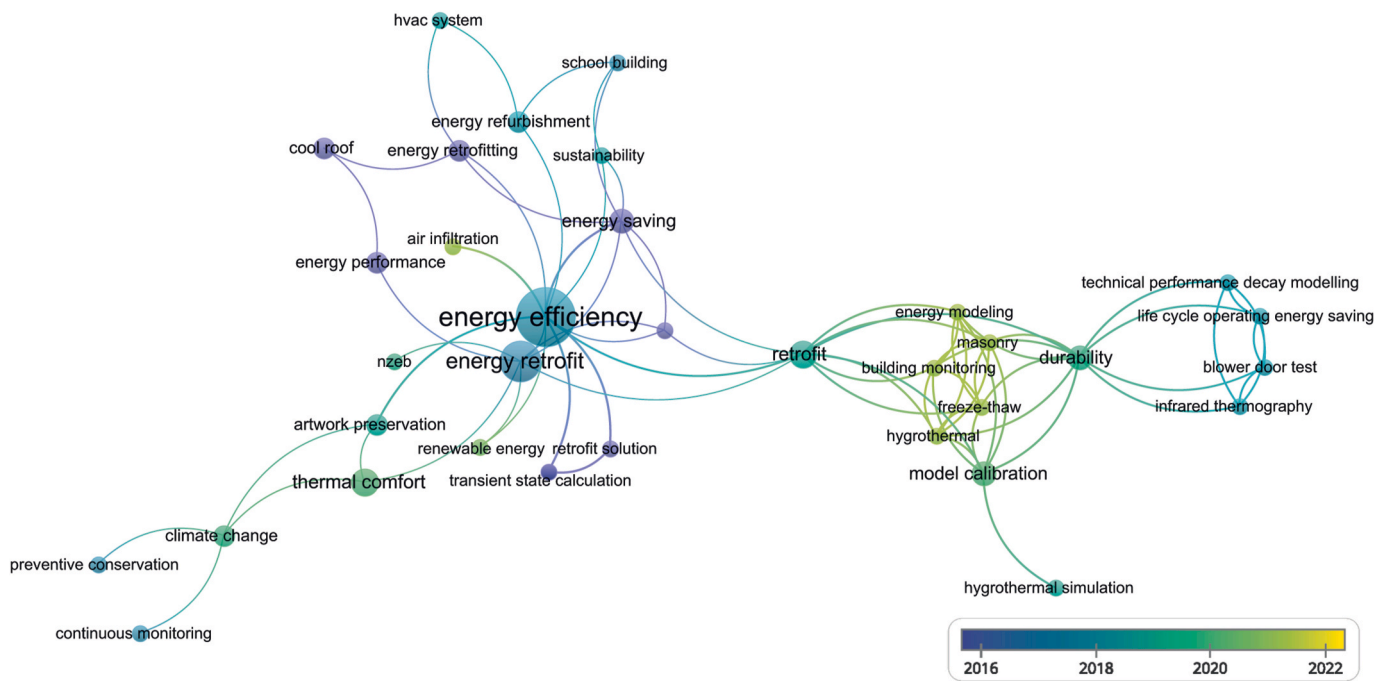 hvac system
school building
energy refurbishment
cool roof
energy retrofitting
sustainability
energy saving
air infiltration
energy performance
energy efficiency
energy retrofit
nzeb
artwork preservation
renewable energy
retrofit solution
thermal comfort
transient state calculation
climate change
preventive conservation
continuous monitoring
retrofit
energy modeling
masonry
building monitoring
freeze-thaw
hygrothermal
durability
model calibration
technical performance decay modelling
life cycle operating energy saving
blower door test
infrared thermography
hygrothermal simulation
2016 2018 2020 2022